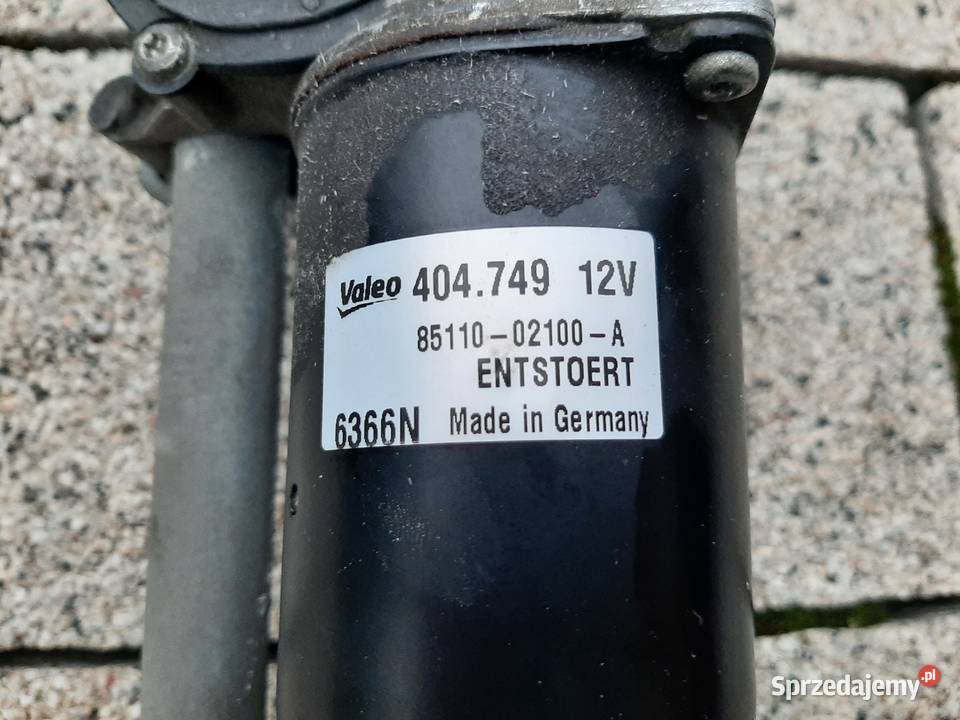 Valeo 404.749 12V
85110-02100-A
ENTSTOERT
6366N Made in Germany
Sprzedajemy.pl